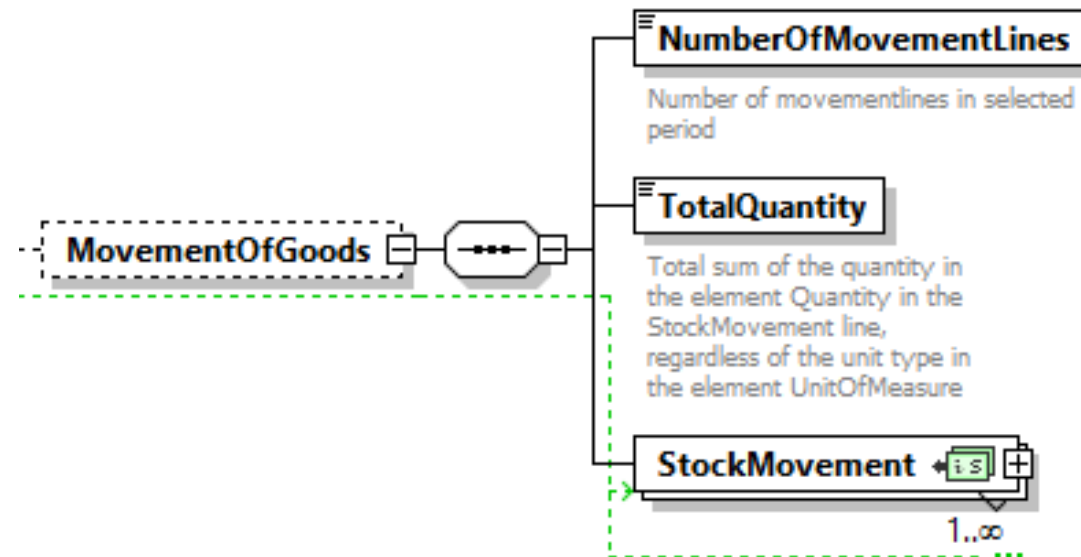 NumberOfMovementLines
Number of movementlines in selected
period
TotalQuantity
MovementOfGoods
Total sum of the quantity in
the element Quantity in the
StockMovement line,
regardless of the unit type in
the element UnitOfMeasure
StockMovement
is
1..∞